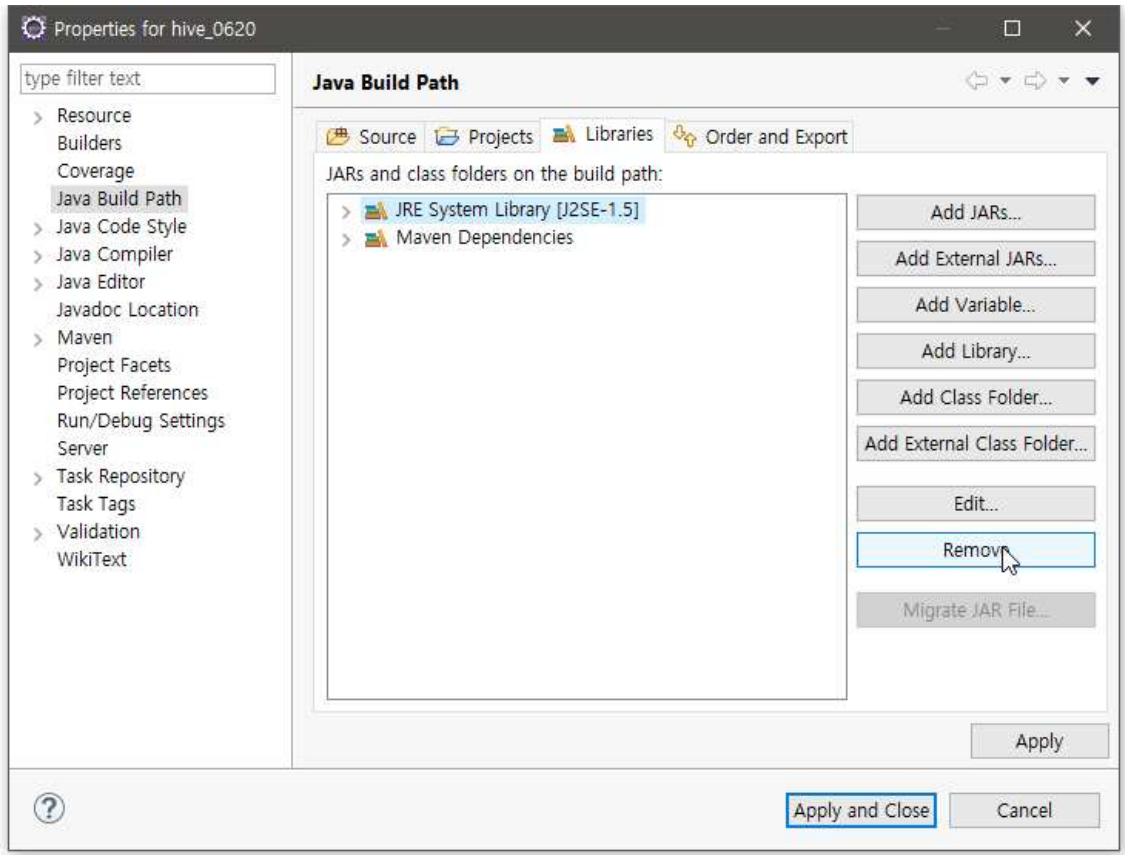 Properties for hive_0620
type filter text
Resource
Builders
Coverage
Java Build Path
Java Code Style
Java Compiler
Java Editor
Javadoc Location
Maven
Project Facets
Project References
Run/Debug Settings
Server
Task Repository
Task Tags
Validation
WikiText
Java Build Path
Source Projects Libraries Order and Export
JARs and class folders on the build path:
JRE System Library [J2SE-1.5]
Maven Dependencies
Add JARs...
Add External JARs...
Add Variable...
Add Library...
Add Class Folder...
Add External Class Folder...
Edit...
Remove
Migrate JAR File...
Apply
Apply and Close
Cancel